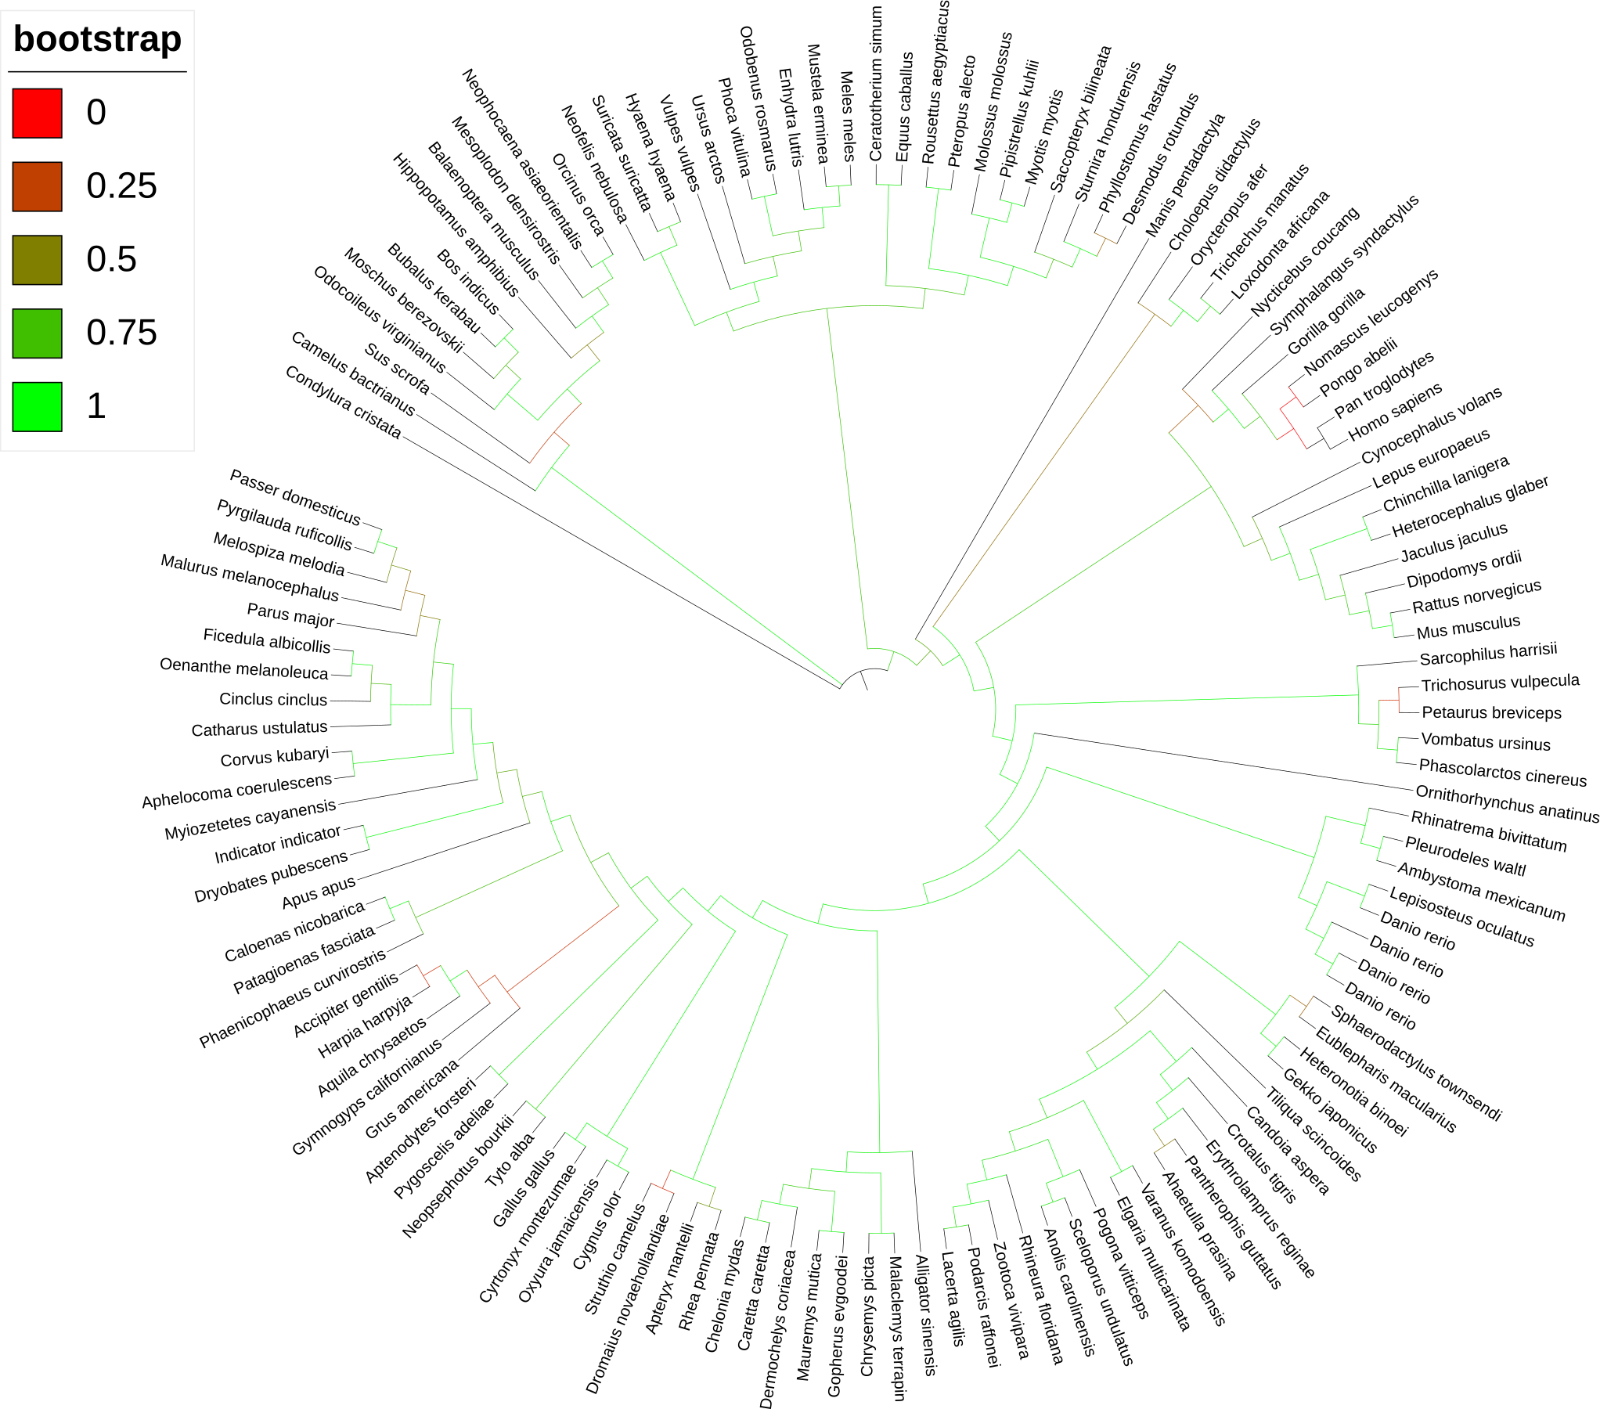 bootstrap
0
0.25
0.5
0.75
1
Condylura cristata
Camelus bactrianus
Sus scrofa
Odocoileus virginianus
Moschus berezovskii
Bubalus kerabau
Bos indicus
Hippopotamus amphibius
Balaenoptera musculus
Mesoplodon densirostris
Neophocaena asiaeorientalis
Orcinus orca
Neofelis nebulosa
Suricata suricatta
Hyaena hyaena
Vulpes vulpes
Ursus arctos
Phoca vitulina
Odobenus rosmarus
Enhydra lutris
Mustela erminea
Meles meles
Ceratotherium simum
Equus caballus
Rousettus aegyptiacus
Pteropus alecto
Molossus molossus
Pipistrellus kuhlii
Myotis myotis
Saccopteryx bilineata
Sturnira hondurensis
Phyllostomus hastatus
Desmodus rotundus
Manis pentadactyla
Choloepus didactylus
Orycteropus afer
Trichechus manatus
Loxodonta africana
Nycticebus coucang
Symphalangus syndactylus
Gorilla gorilla
Nomascus leucogenys
Pongo abelii
Pan troglodytes
Homo sapiens
Cynocephalus volans
Lepus europaeus
Chinchilla lanigera
Heterocephalus glaber
Jaculus jaculus
Dipodomys ordii
Rattus norvegicus
Mus musculus
Sarcophilus harrisii
Trichosurus vulpecula
Petaurus breviceps
Vombatus ursinus
Phascolarctos cinereus
Ornithorhynchus anatinus
Rhinatrema bivittatum
Pleurodeles waltl
Ambystoma mexicanum
Lepisosteus oculatus
Danio rerio
Danio rerio
Danio rerio
Danio rerio
Sphaerodactylus townsendi
Eublepharis macularius
Heteronotia binoei
Gekko japonicus
Tiliqua scincoides
Candoia aspera
Crotalus tigris
Erythrolamprus reginae
Pantherophis guttatus
Ahaetulla prasina
Varanus komodoensis
Elgaria multicarinata
Pogona vitticeps
Sceloporus undulatus
Anolis carolinensis
Rhineura floridana
Zootoca vivipara
Podarcis raffonei
Lacerta agilis
Alligator sinensis
Malaclemys terrapin
Chrysemys picta
Gopherus evgoodei
Mauremys mutica
Dermochelys coriacea
Caretta caretta
Chelonia mydas
Rhea pennata
Apteryx mantelli
Dromaius novaehollandiae
Struthio camelus
Cygnus olor
Oxyura jamaicensis
Cyrtonyx montezumae
Gallus gallus
Tyto alba
Neopsephotus bourkii
Pygoscelis adeliae
Aptenodytes forsteri
Grus americana
Gymnogyps californianus
Aquila chrysaetos
Harpia harpyja
Accipiter gentilis
Phaenicophaeus curvirostris
Patagioenas fasciata
Caloenas nicobarica
Apus apus
Dryobates pubescens
Indicator indicator
Myiozetetes cayanensis
Aphelocoma coerulescens
Corvus kubaryi
Catharus ustulatus
Cinclus cinclus
Oenanthe melanoleuca
Ficedula albicollis
Parus major
Malurus melanocephalus
Melospiza melodia
Pyrgilauda ruficollis
Passer domesticus